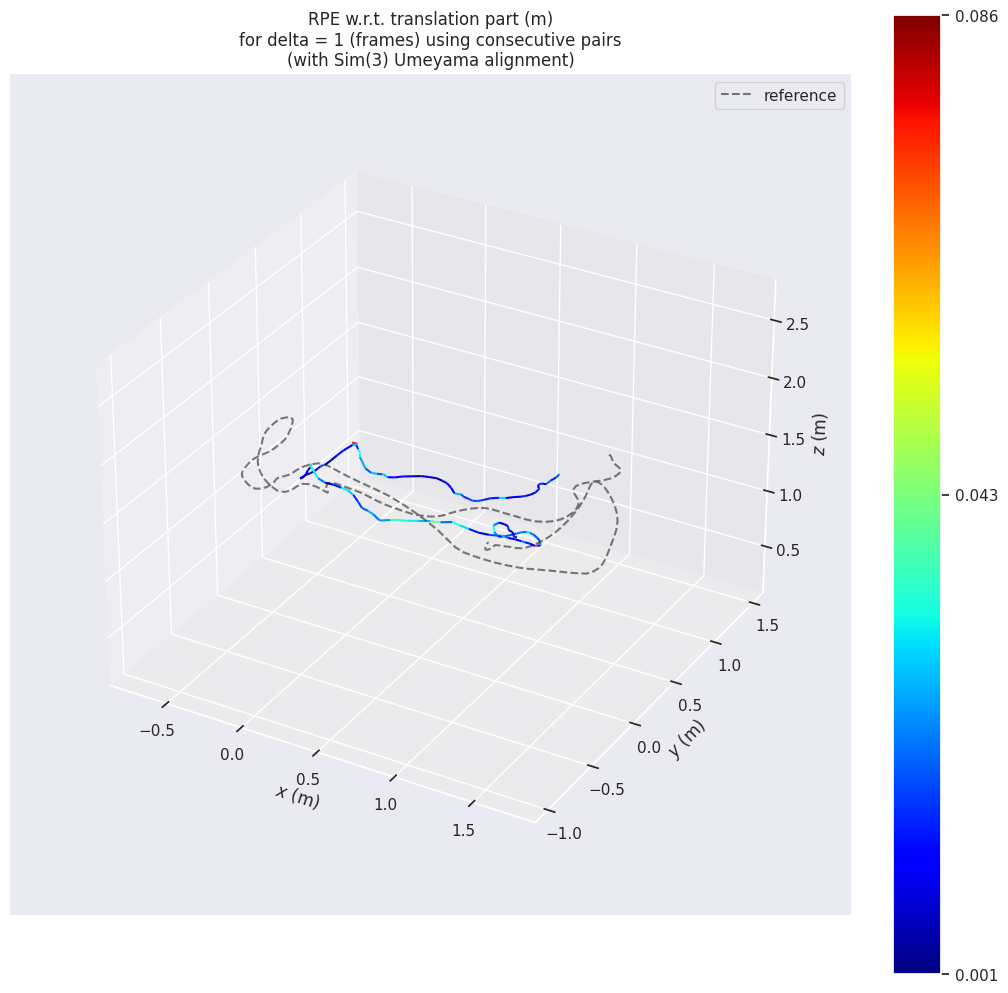 RPE w.r.t. translation part (m)
for delta = 1 (frames) using consecutive pairs
(with Sim(3) Umeyama alignment)
reference
0.086
0.043
0.001
2.5
2.0
1.5
1.0
0.5
z (m)
1.5
1.0
0.5
0.0
−0.5
−1.0
y (m)
−0.5
0.0
0.5
1.0
1.5
x (m)